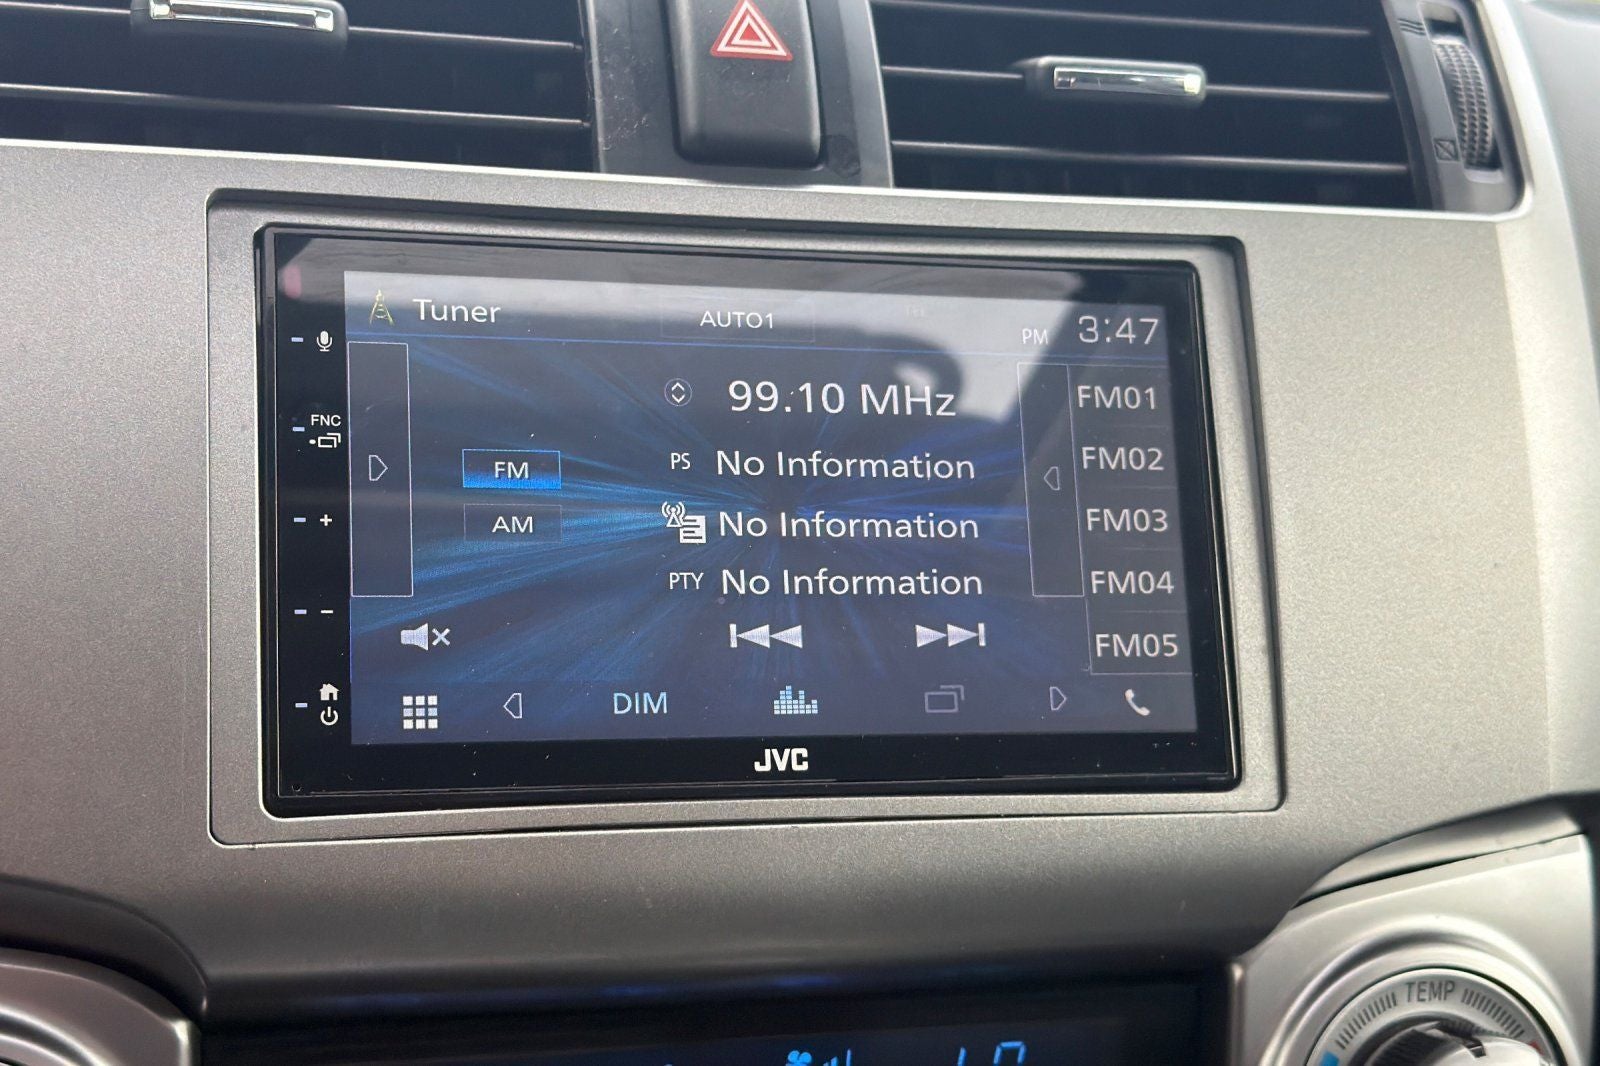 Tuner
AUTO1
TEL
PM 3:47
99.10 MHz
FM01
FNC
PS No Information
FM02
FM
AM
No Information
FM03
+
PTY No Information
FM04
-
FM05
DIM
JVC
TEMP